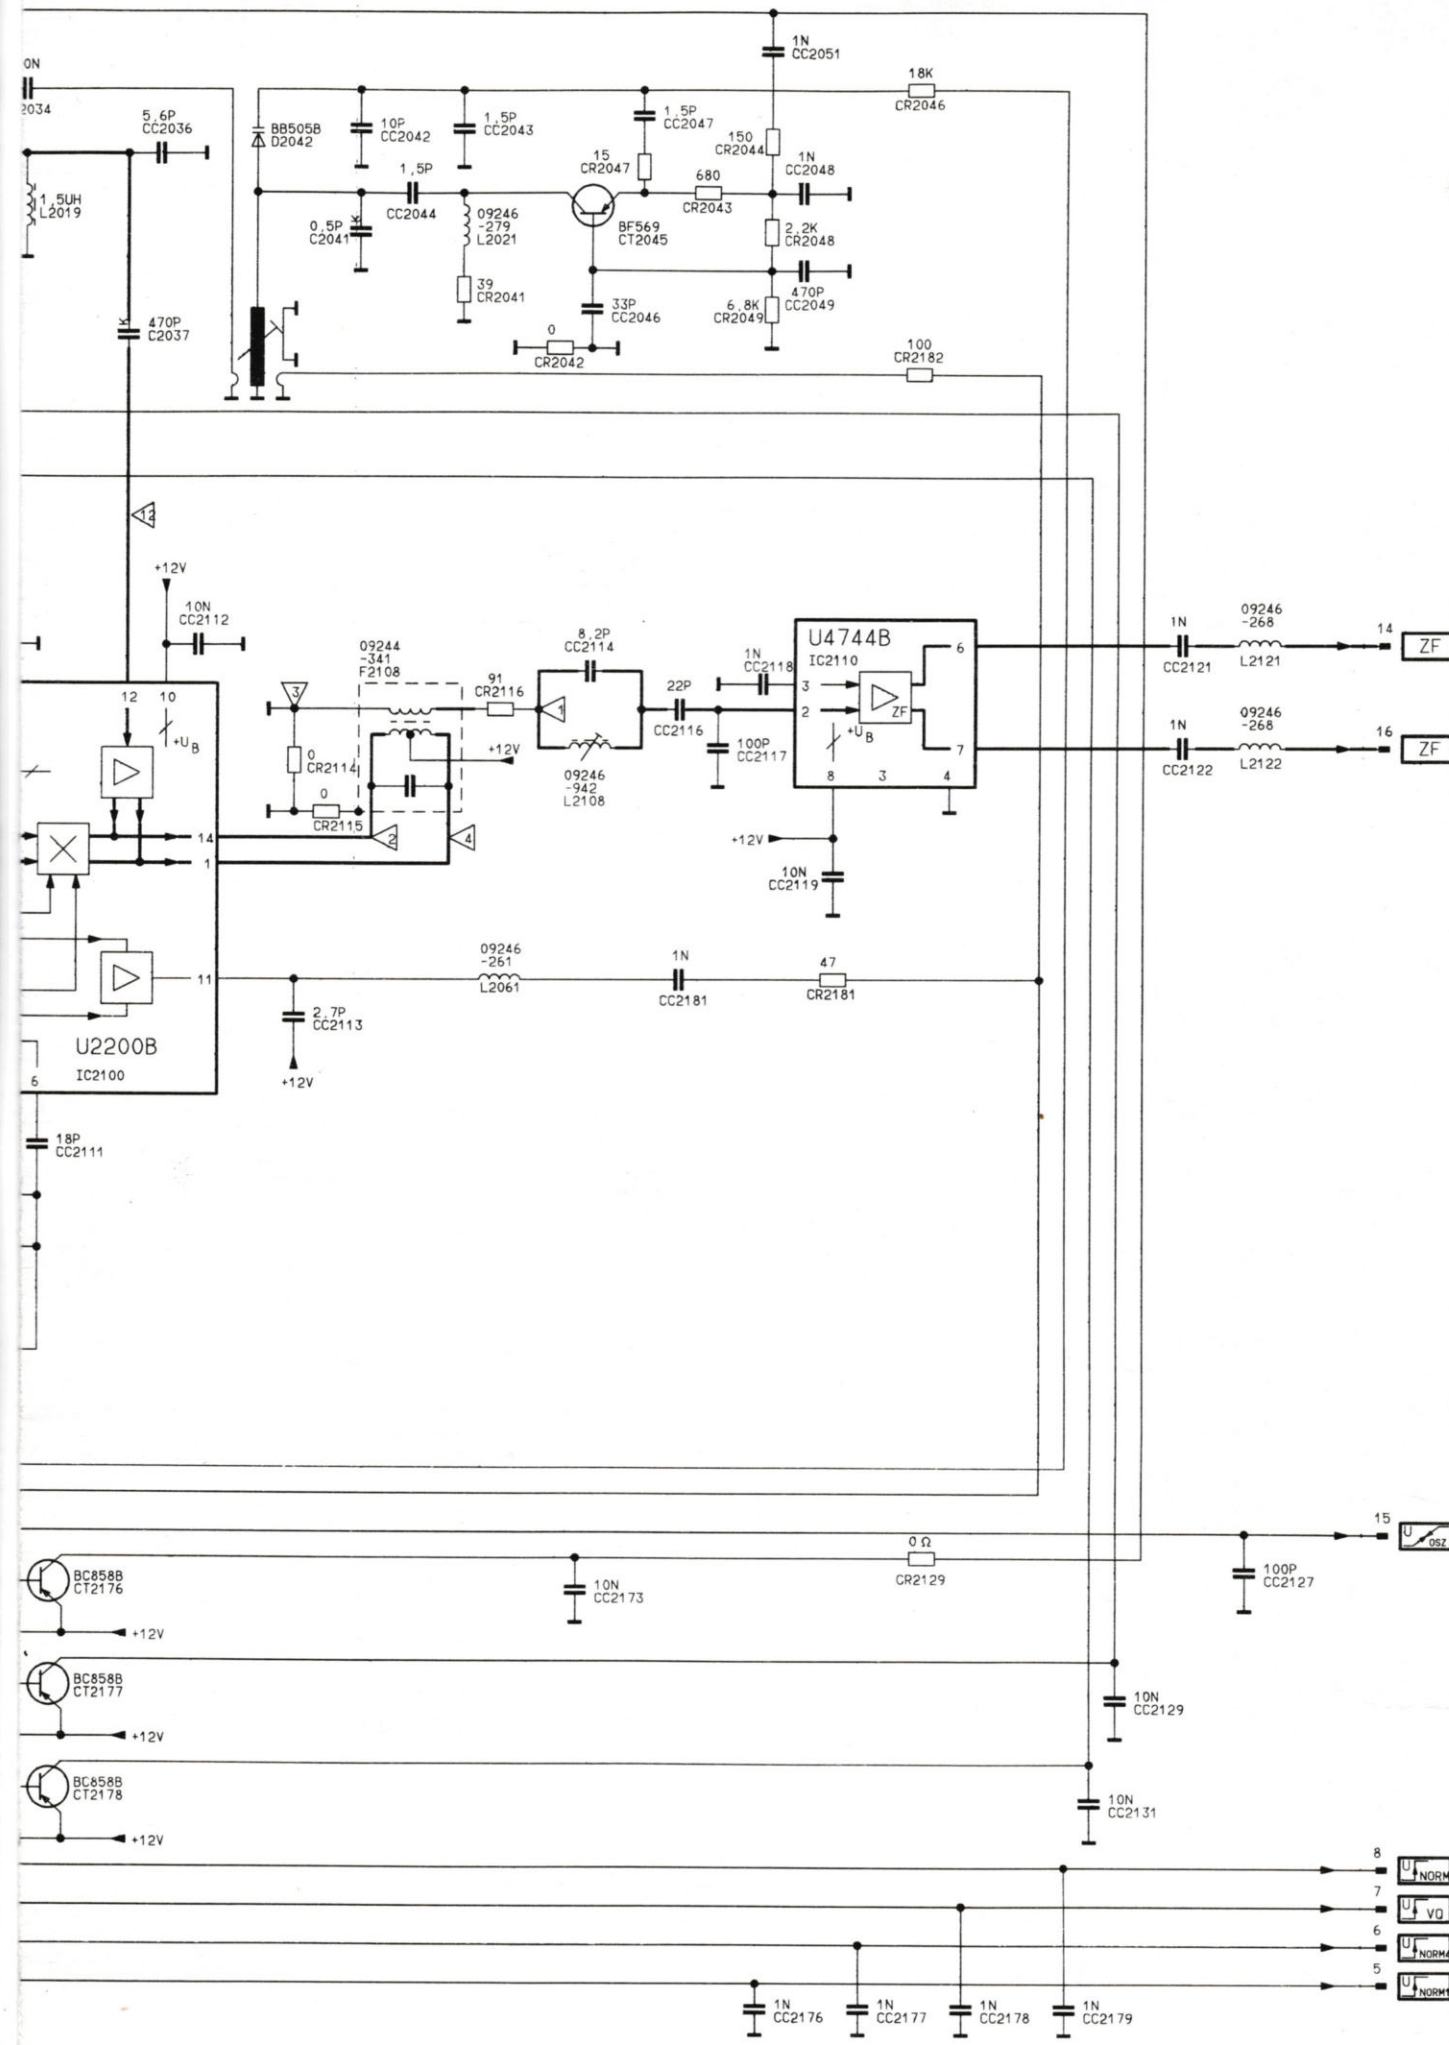 1N
CC2051
0N
2034
18K
CR2046
5,6P
CC2036
BB505B
D2042
10P
CC2042
1,5P
CC2043
1,5P
CC2047
150
CR2044
15
CR2047
1N
CC2048
1,5P
CC2044
680
CR2043
1,5UH
L2019
0,5P
C2041
09246
-279
L2021
BF569
CT2045
2,2K
CR2048
39
CR2041
470P
CC2049
33P
CC2046
6,8K
CR2049
K
470P
C2037
0
CR2042
100
CR2182
12
+12V
10N
CC2112
12
10
+U B
09244
-341
F2108
3
91
CR2116
8,2P
CC2114
1
22P
CC2116
1N
CC2118
U4744B
IC2110
3
2
6
7
ZF
+U B
8
3
4
1N
CC2121
09246
-268
L2121
14
ZF
1N
CC2122
09246
-268
L2122
16
ZF
0
CR2114
0
CR2115
+12V
09246
-942
L2108
100P
CC2117
2
4
14
1
+12V
10N
CC2119
11
09246
-261
L2061
1N
CC2181
47
CR2181
2,7P
CC2113
+12V
U2200B
IC2100
6
18P
CC2111
15
U
OSZ
0 Ω
CR2129
BC858B
CT2176
10N
CC2173
100P
CC2127
+12V
BC858B
CT2177
10N
CC2129
+12V
BC858B
CT2178
10N
CC2131
+12V
8
U
NORM
7
U
VQ
6
U
NORM
5
U
NORM
1N
CC2176
1N
CC2177
1N
CC2178
1N
CC2179